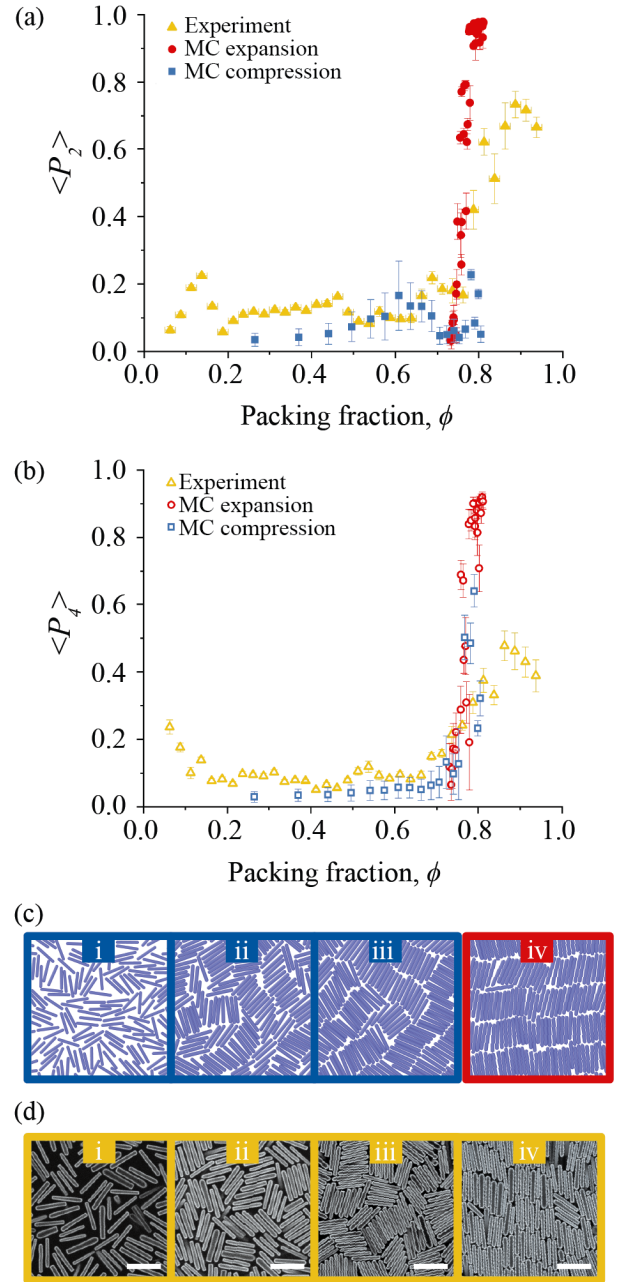 (a)
1.0
0.8
0.6
0.4
0.2
0.0
<P₂>
Experiment
MC expansion
MC compression
0.0 0.2 0.4 0.6 0.8 1.0
Packing fraction, ϕ
(b)
1.0
0.8
0.6
0.4
0.2
0.0
<P₄>
Experiment
MC expansion
MC compression
0.0 0.2 0.4 0.6 0.8 1.0
Packing fraction, ϕ
(c)
i ii iii iv
(d)
i ii iii iv